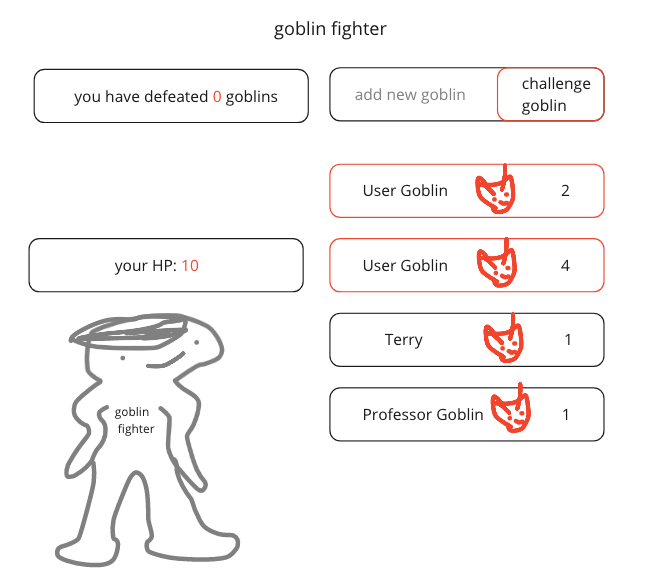 goblin fighter
you have defeated 0 goblins
add new goblin
challenge
goblin
User Goblin 2
your HP: 10
User Goblin 4
Terry 1
Professor Goblin 1
goblin
fighter